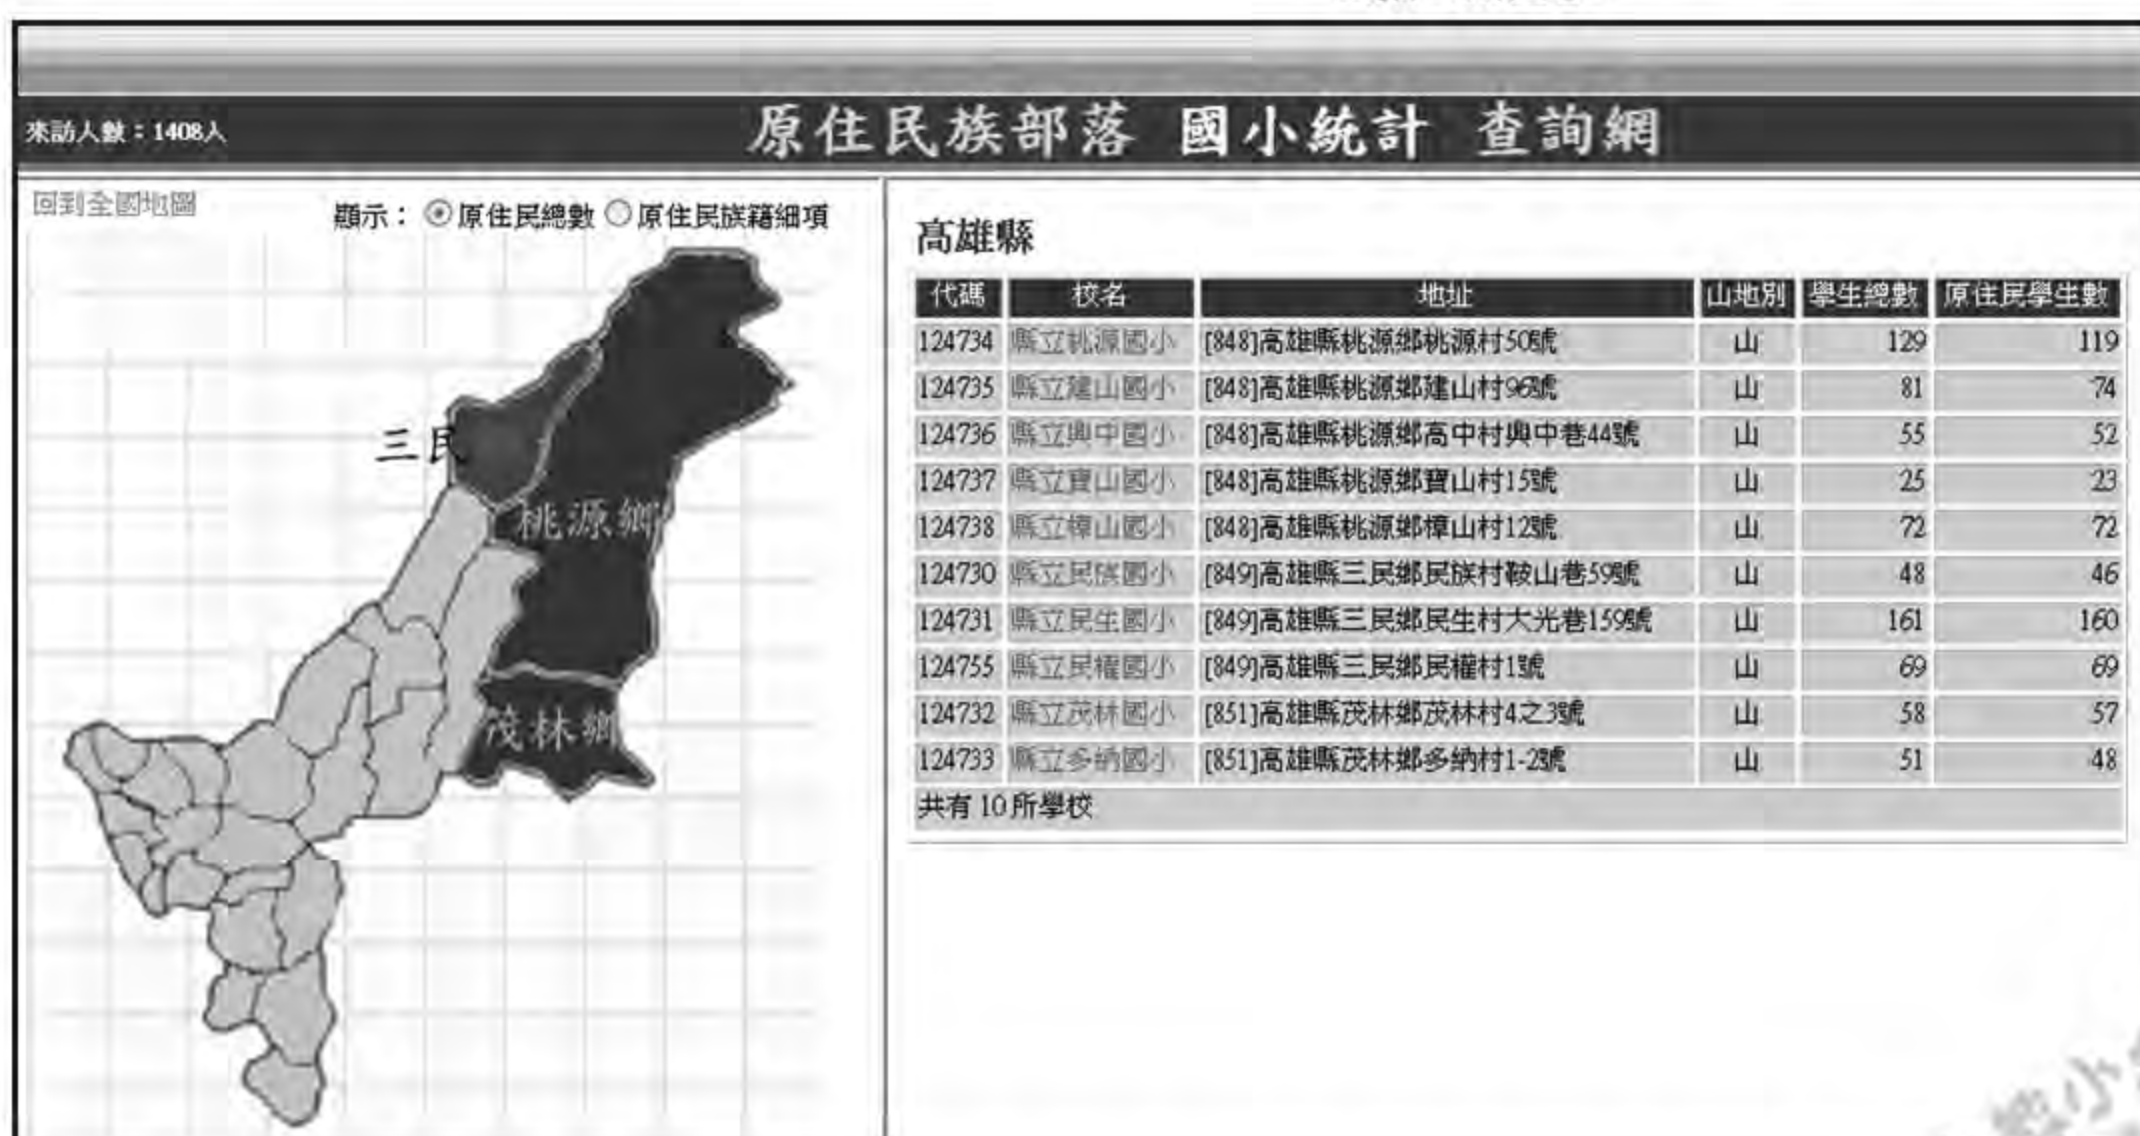 來訪人數：1408人
原住民族部落 國小統計 查詢網
回到全國地圖
顯示： 原住民總數 原住民族籍細項
三民
桃源鄉
茂林鄉
高雄縣
代碼 校名 地址 山地別 學生總數 原住民學生數
124734 縣立桃源國小 [848]高雄縣桃源鄉桃源村50號 山 129 119
124735 縣立建山國小 [848]高雄縣桃源鄉建山村96號 山 81 74
124736 縣立興中國小 [848]高雄縣桃源鄉高中村興中巷44號 山 55 52
124737 縣立寶山國小 [848]高雄縣桃源鄉寶山村15號 山 25 23
124738 縣立樟山國小 [848]高雄縣桃源鄉樟山村12號 山 72 72
124730 縣立民族國小 [849]高雄縣三民鄉民族村鞍山巷59號 山 48 46
124731 縣立民生國小 [849]高雄縣三民鄉民生村大光巷159號 山 161 160
124755 縣立民權國小 [849]高雄縣三民鄉民權村1號 山 69 69
124732 縣立茂林國小 [851]高雄縣茂林鄉茂林村4之3號 山 58 57
124733 縣立多納國小 [851]高雄縣茂林鄉多納村1-2號 山 51 48
共有 10 所學校